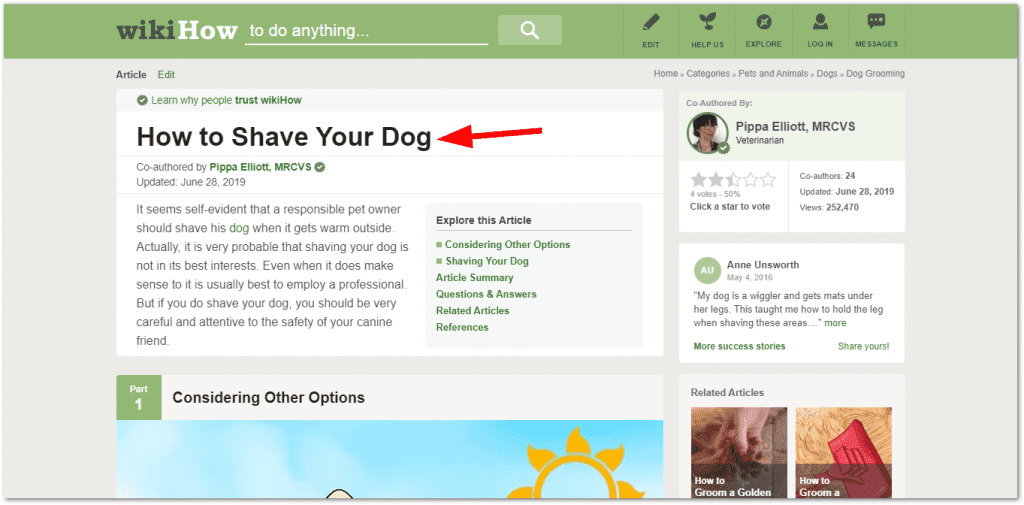 wikiHow to do anything...
EDIT
HELP US
EXPLORE
LOG IN
MESSAGES
Article Edit
Home » Categories » Pets and Animals » Dogs » Dog Grooming
Learn why people trust wikiHow
How to Shave Your Dog
Co-authored by Pippa Elliott, MRCVS
Updated: June 28, 2019
It seems self-evident that a responsible pet owner
should shave his dog when it gets warm outside.
Actually, it is very probable that shaving your dog is
not in its best interests. Even when it does make
sense to it is usually best to employ a professional.
But if you do shave your dog, you should be very
careful and attentive to the safety of your canine
friend.
Explore this Article
Considering Other Options
Shaving Your Dog
Article Summary
Questions & Answers
Related Articles
References
Part
1
Considering Other Options
Co-Authored By:
Pippa Elliott, MRCVS
Veterinarian
4 votes - 50%
Click a star to vote
Co-authors: 24
Updated: June 28, 2019
Views: 252,470
AU
Anne Unsworth
May 4, 2016
"My dog is a wiggler and gets mats under
her legs. This taught me how to hold the leg
when shaving these areas...." more
More success stories
Share yours!
Related Articles
How to
Groom a Golden
How to
Groom a